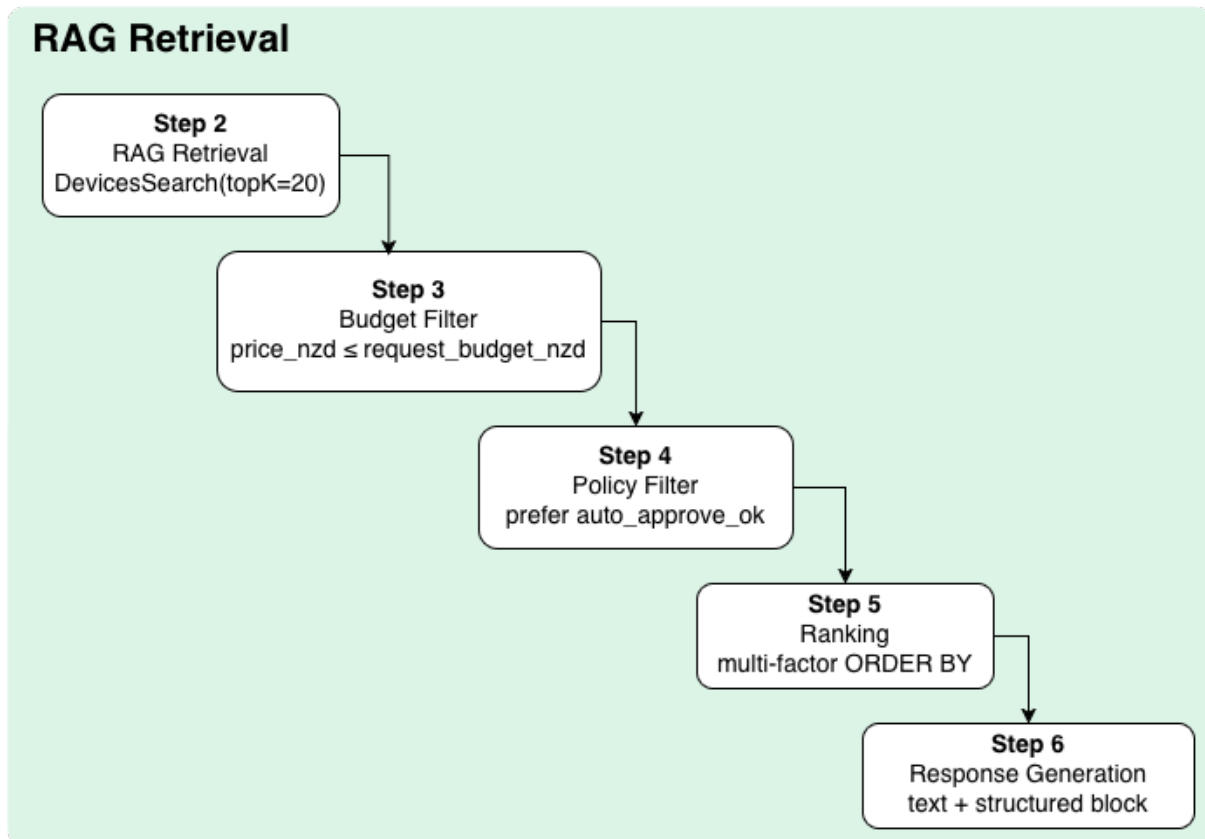 RAG Retrieval
Step 2
RAG Retrieval
DevicesSearch(topK=20)
Step 3
Budget Filter
price_nzd ≤ request_budget_nzd
Step 4
Policy Filter
prefer auto_approve_ok
Step 5
Ranking
multi-factor ORDER BY
Step 6
Response Generation
text + structured block